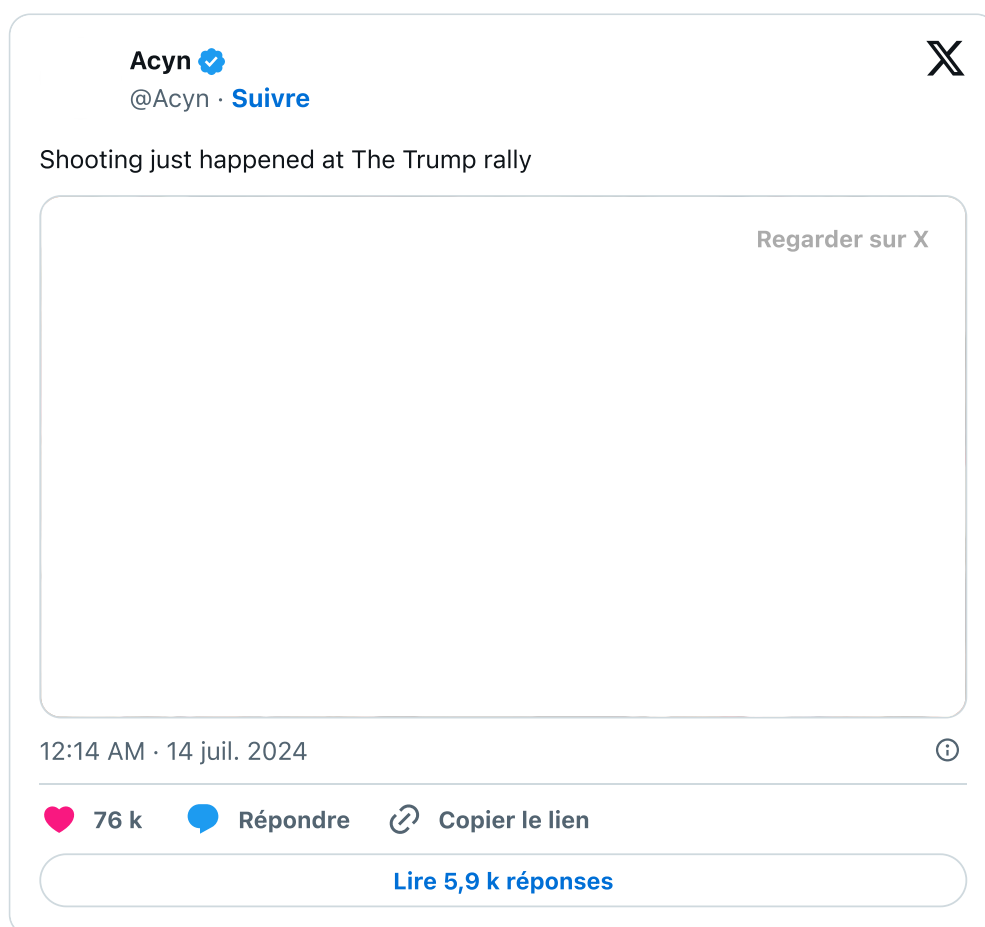 Acyn
@Acyn · Suivre
Shooting just happened at The Trump rally
Regarder sur X
12:14 AM · 14 juil. 2024
76 k Répondre Copier le lien
Lire 5,9 k réponses